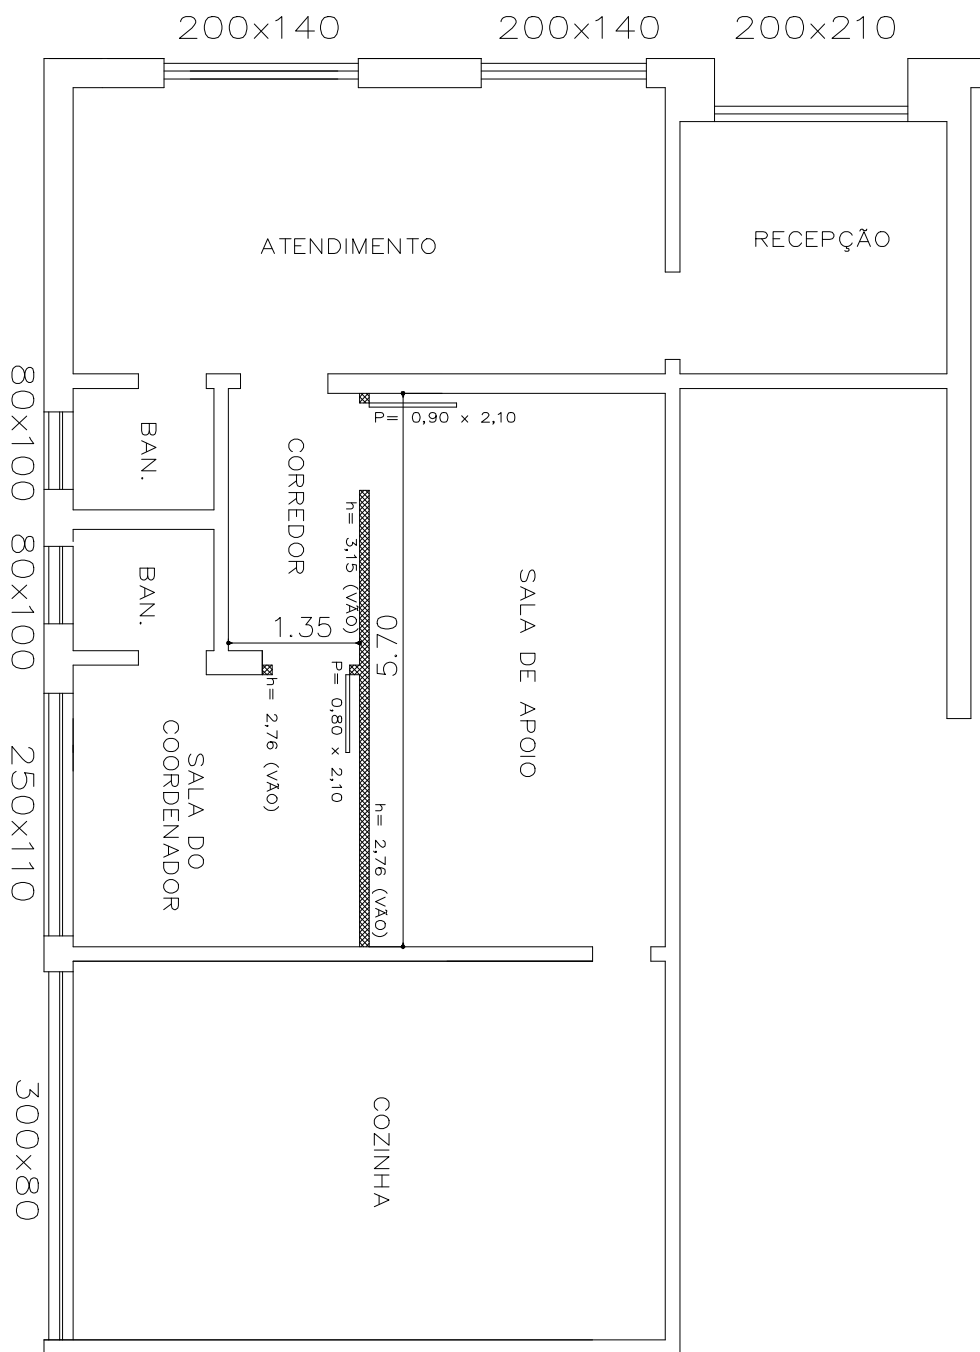 200x140
200x140
200x210
ATENDIMENTO
RECEPÇÃO
80x100
BAN.
CORREDOR
P= 0,90 x 2,10
h= 3,15 (VÃO)
80x100
BAN.
1.35
5.70
SALA DE APOIO
P= 0,80 x 2,10
h= 2,76 (VÃO)
h= 2,76 (VÃO)
250x110
SALA DO
COORDENADOR
300x80
COZINHA